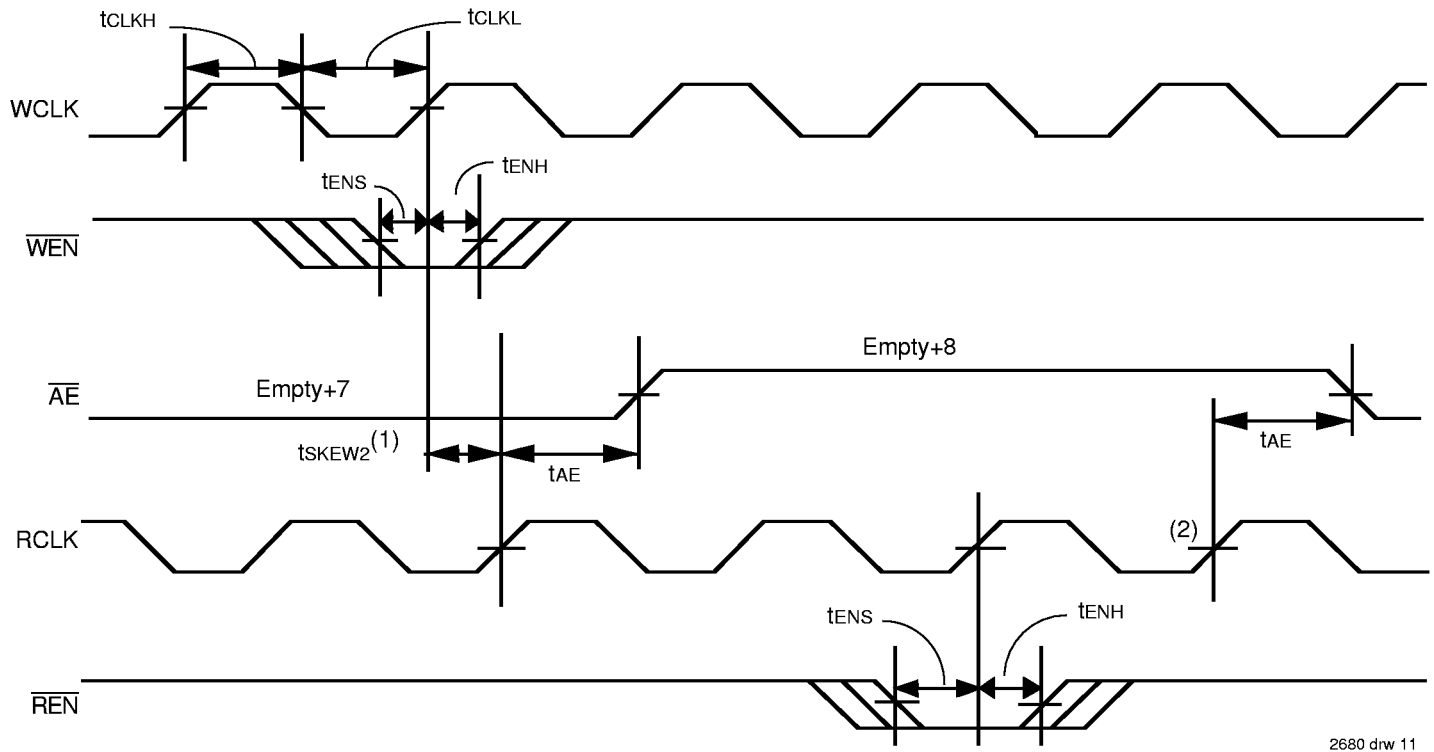 tCLKH
tCLKL
WCLK
tENS
tENH
WEN
Empty+7
Empty+8
AE
tSKEW2(1)
tAE
tAE
RCLK
(2)
tENS
tENH
REN
2680 drw 11